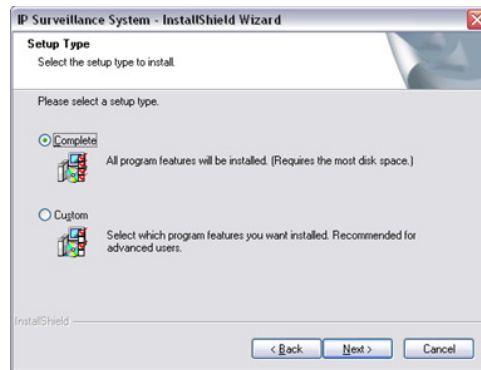 IP Surveillance System - InstallShield Wizard
Setup Type
Select the setup type to install.
Please select a setup type.
Complete
All program features will be installed. (Requires the most disk space.)
Custom
Select which program features you want installed. Recommended for
advanced users.
InstallShield
< Back
Next >
Cancel